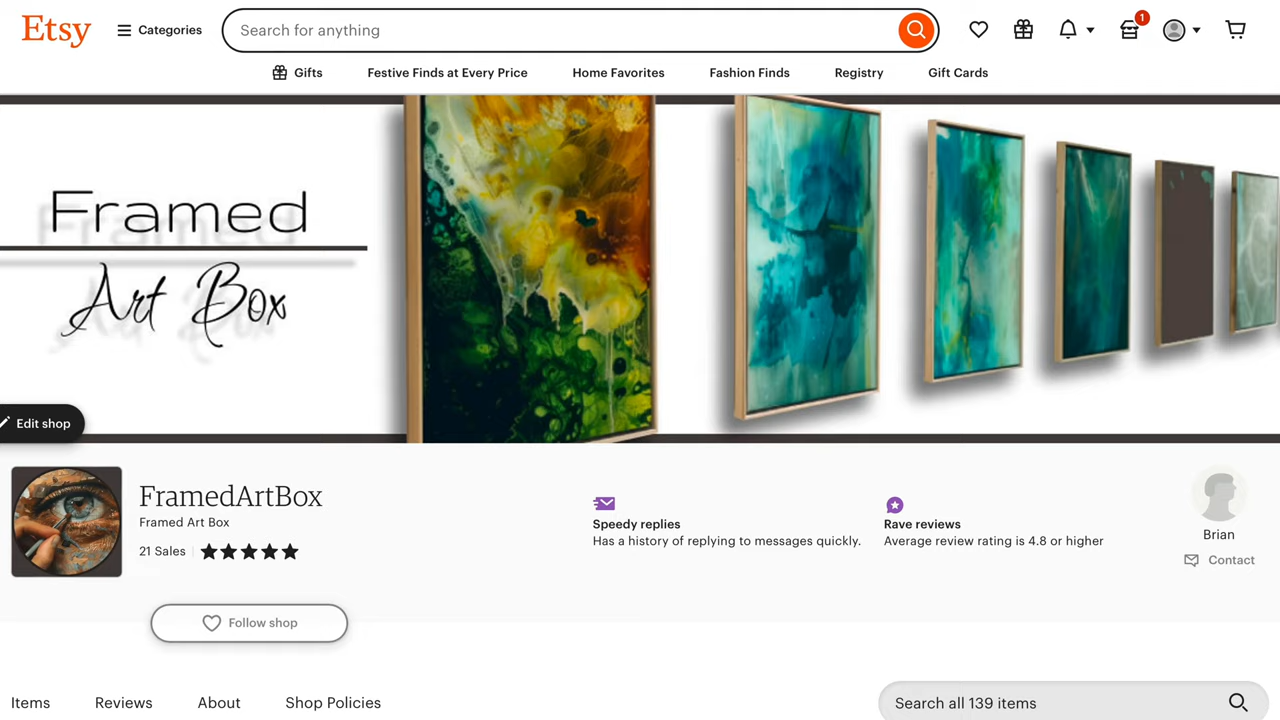 Etsy
Categories
Search for anything
1
Gifts
Festive Finds at Every Price
Home Favorites
Fashion Finds
Registry
Gift Cards
Framed
Art Box
Edit shop
FramedArtBox
Framed Art Box
21 Sales
Speedy replies
Has a history of replying to messages quickly.
Rave reviews
Average review rating is 4.8 or higher
Brian
Contact
Follow shop
Items
Reviews
About
Shop Policies
Search all 139 items